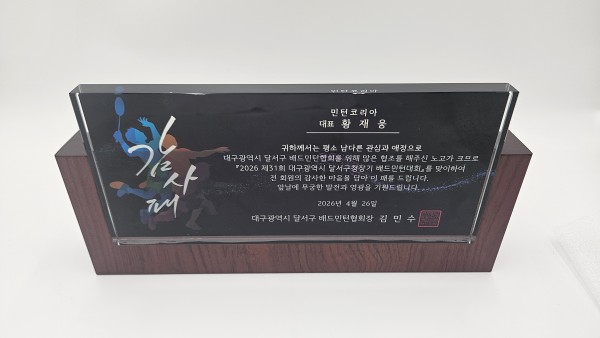 감사패
민턴코리아
대표 황재웅
귀하께서는 평소 남다른 관심과 애정으로
대구광역시 달서구 배드민턴협회를 위해 많은 협조를 해주신 노고가 크므로
『2026 제31회 대구광역시 달서구청장기 배드민턴대회』를 맞이하여
전 회원의 감사한 마음을 담아 이 패를 드립니다.
앞날에 무궁한 발전과 영광을 기원드립니다.
2026년 4월 26일
대구광역시 달서구 배드민턴협회장 김민수